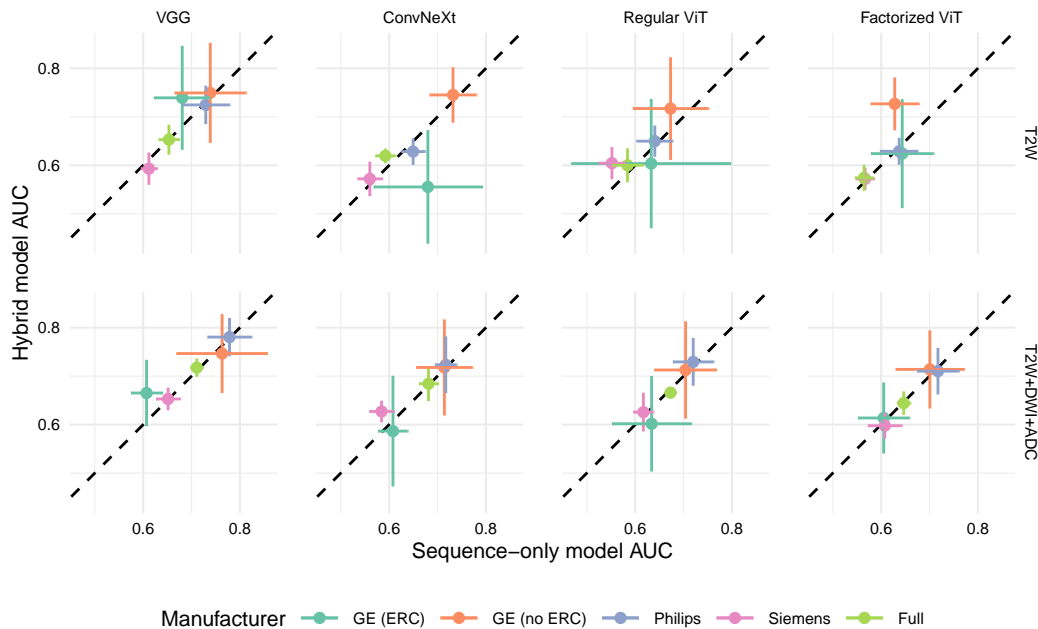 VGG ConvNeXt Regular ViT Factorized ViT
Hybrid model AUC
0.8
0.6
T2W
0.8
0.6
T2W+DWI+ADC
0.6 0.8 0.6 0.8 0.6 0.8 0.6 0.8
Sequence−only model AUC
Manufacturer GE (ERC) GE (no ERC) Philips Siemens Full